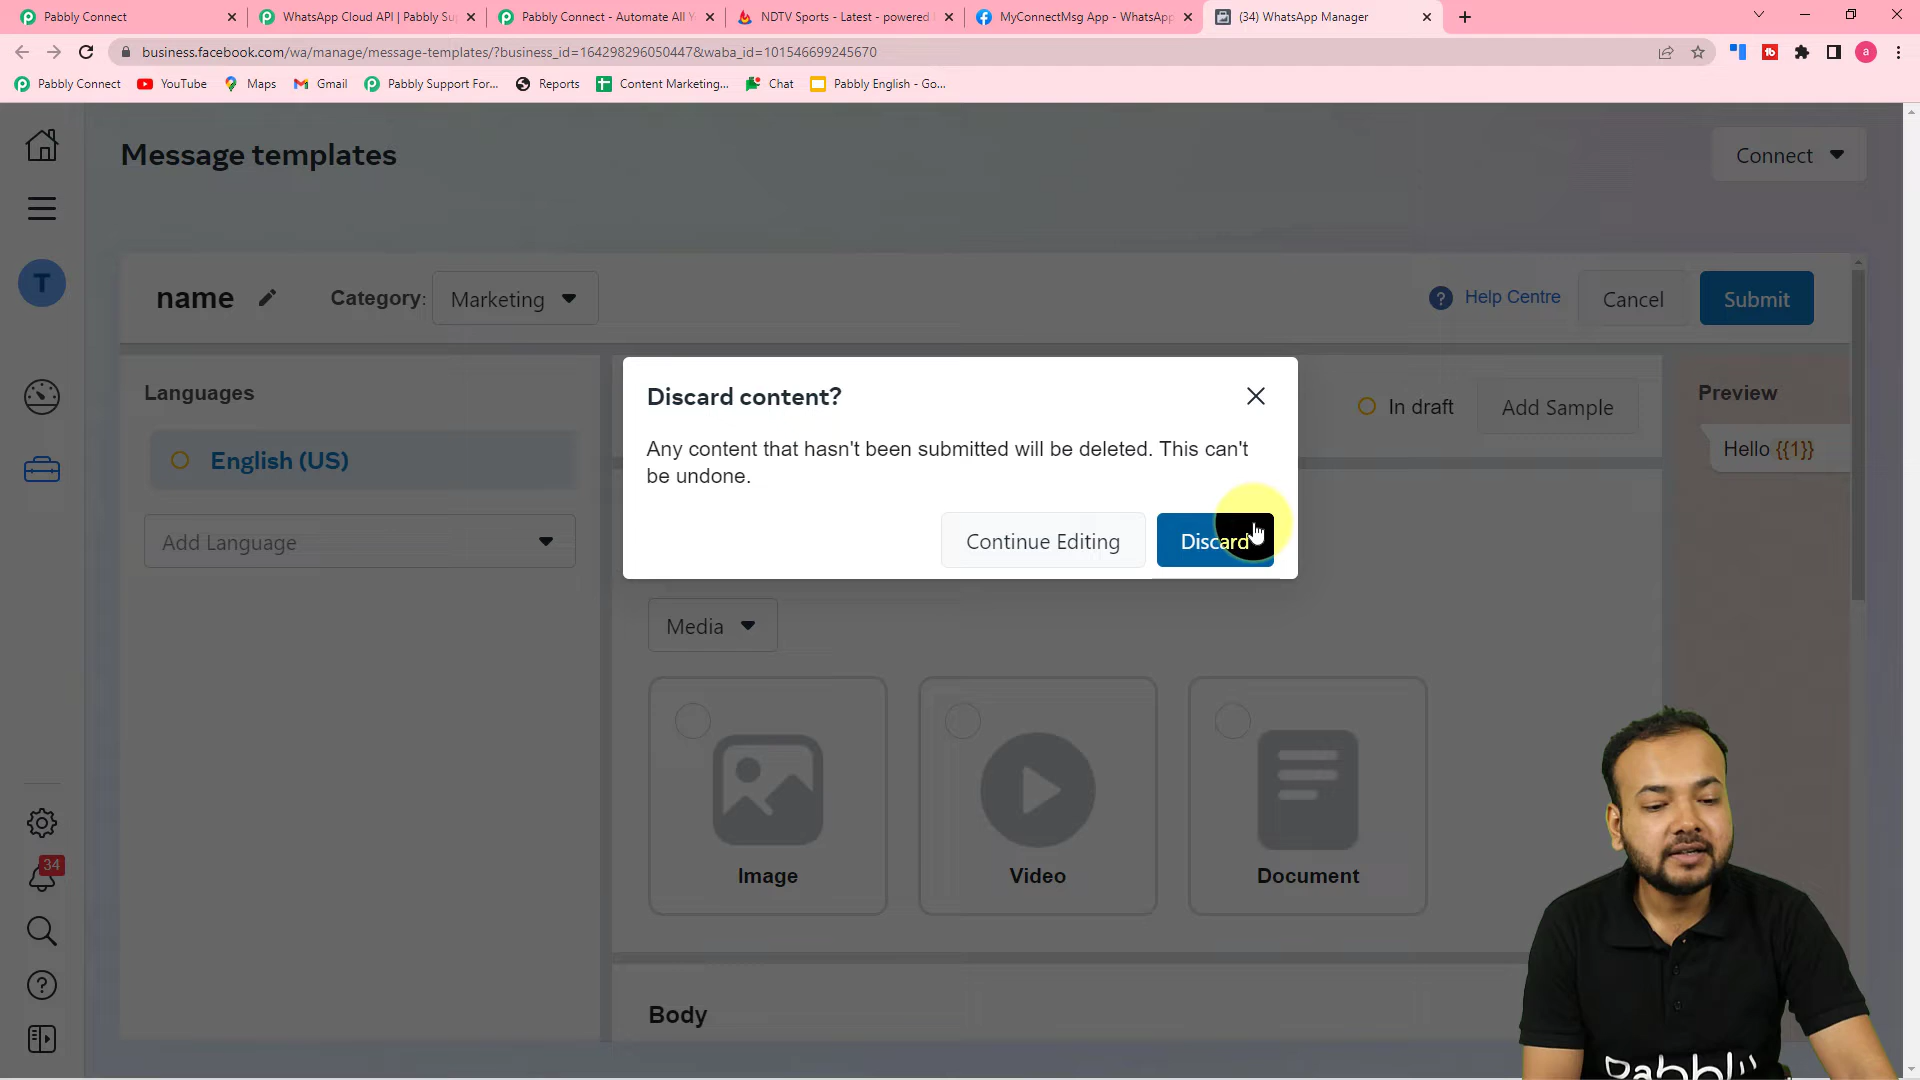 Pabbly Connect
WhatsApp Cloud API | Pabbly Su
Pabbly Connect - Automate All Y
NDTV Sports - Latest - powered
MyConnectMsg App - WhatsApp
(34) WhatsApp Manager
business.facebook.com/wa/manage/message-templates/?business_id=164298296050447&waba_id=101546699245670
Pabbly Connect
YouTube
Maps
Gmail
Pabbly Support For...
Reports
Content Marketing...
Chat
Pabbly English - Go...
Message templates
Connect
T
name
Category:
Marketing
Help Centre
Cancel
Submit
Languages
English (US)
Add Language
In draft
Add Sample
Preview
Hello {{1}}
Discard content?
Any content that hasn't been submitted will be deleted. This can't
be undone.
Continue Editing
Discard
Media
Image
Video
Document
Body
34
Pabbly